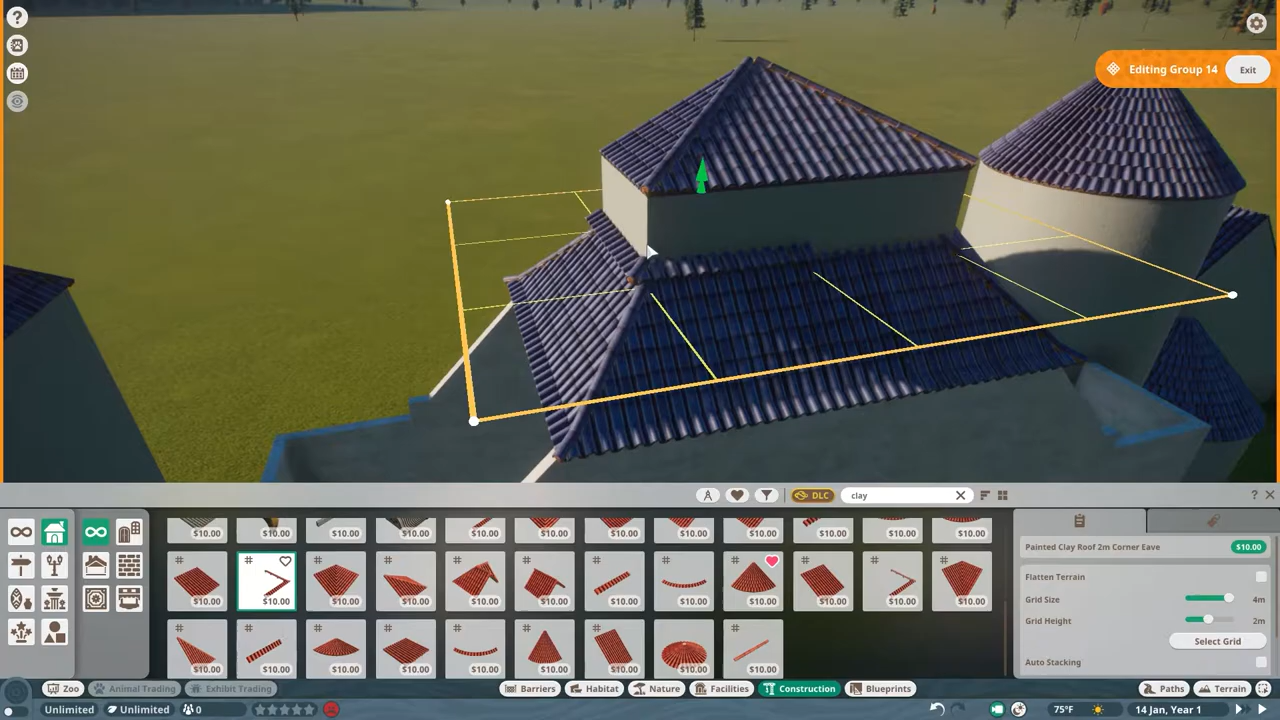 ?
Editing Group 14
Exit
DLC
clay
?
$10.00 $10.00 $10.00 $10.00 $10.00 $10.00 $10.00 $10.00 $10.00 $10.00 $10.00 $10.00
$10.00 $10.00 $10.00 $10.00 $10.00 $10.00 $10.00 $10.00 $10.00 $10.00 $10.00 $10.00
$10.00 $10.00 $10.00 $10.00 $10.00 $10.00 $10.00 $10.00 $10.00
Painted Clay Roof 2m Corner Eave $10.00
Flatten Terrain
Grid Size 4m
Grid Height 2m
Select Grid
Auto Stacking
Zoo Animal Trading Exhibit Trading Barriers Habitat Nature Facilities Construction Blueprints Paths Terrain
Unlimited Unlimited 0 75°F 14 Jan, Year 1